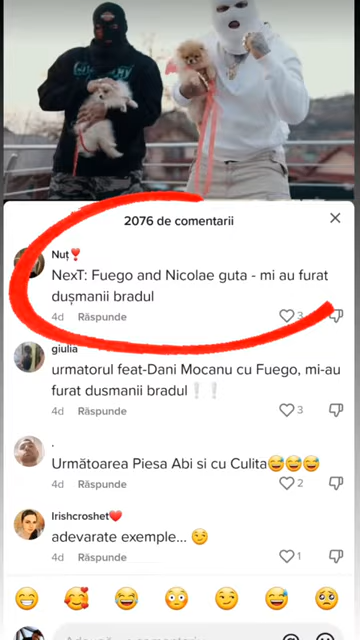 2076 de comentarii
Nuț❣️
NexT: Fuego and Nicolae guta - mi au furat
dușmanii bradul
4d Răspunde 3
giulia
urmatorul feat-Dani Mocanu cu Fuego, mi-au
furat dusmanii bradul❕❕
4d Răspunde 3
.
Următoarea Piesa Abi si cu Culita😅😅😅
4d Răspunde 2
Irishcroshet❤️
adevarate exemple... 😏
4d Răspunde 1